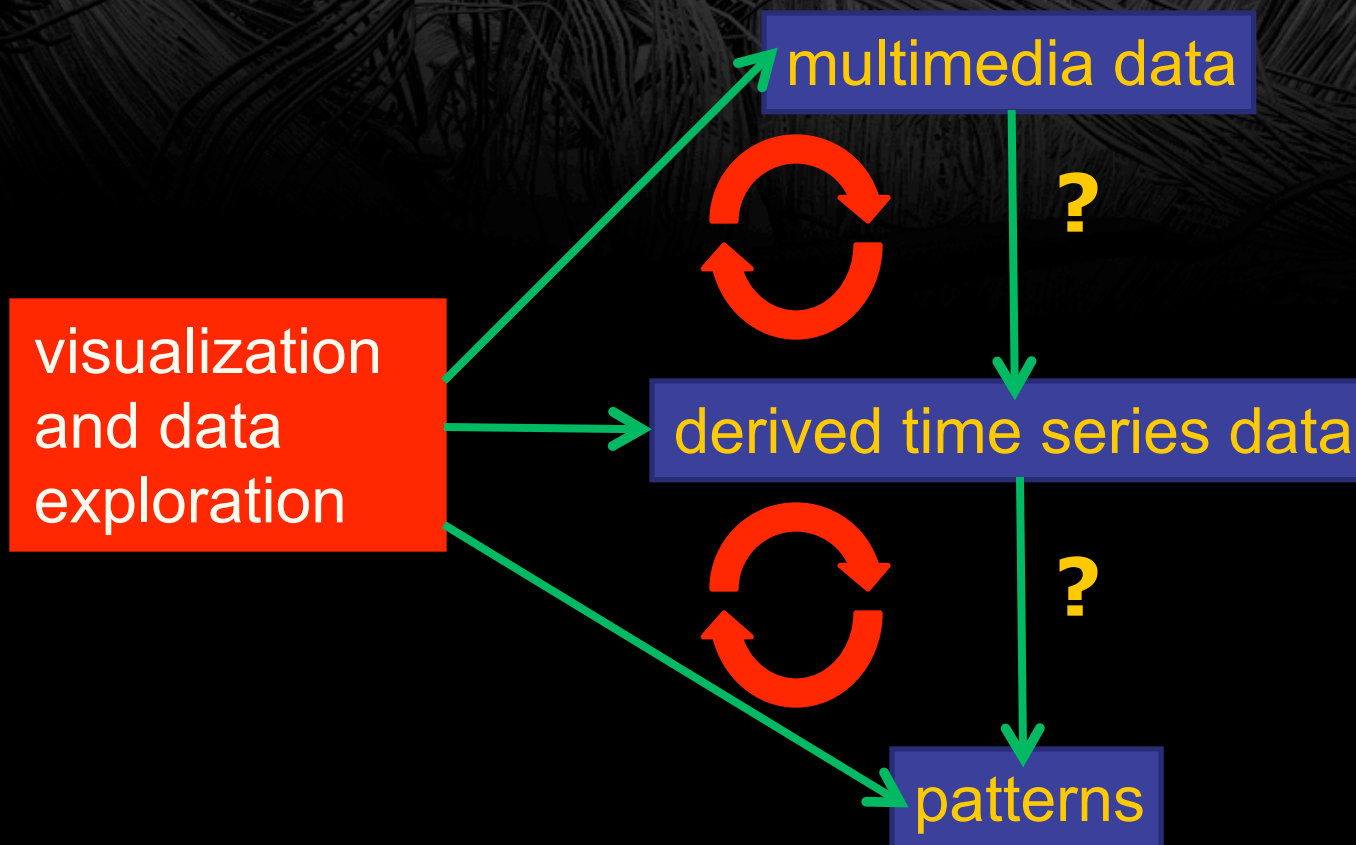 multimedia data
?
visualization
and data
exploration
derived time series data
?
patterns